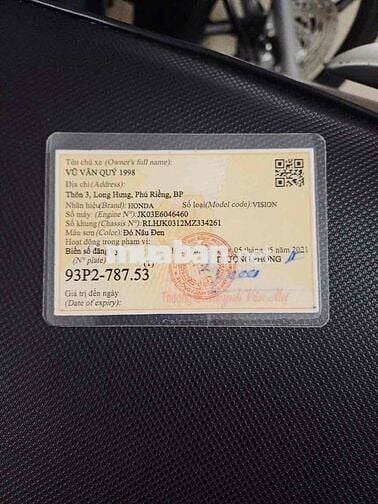 Tên chủ xe (Owner's full name):
VŨ VĂN QUÝ 1998
Địa chỉ (Address):
Thôn 3, Long Hưng, Phú Riềng, BP
Nhãn hiệu(Brand): HONDA Số loại(Model code):VISION
Số máy (Engine N°):JK03E6046460
Số khung(Chassis N°):RLHJK0312MZ334261
Màu sơn(Color): Đỏ Nâu Đen
Hoạt động trong phạm vi:
Biển số đăng 05 tháng 05 năm 2021
(N° plate)
93P2-787.53
Giá trị đến ngày
(Date of expiry):
muaban